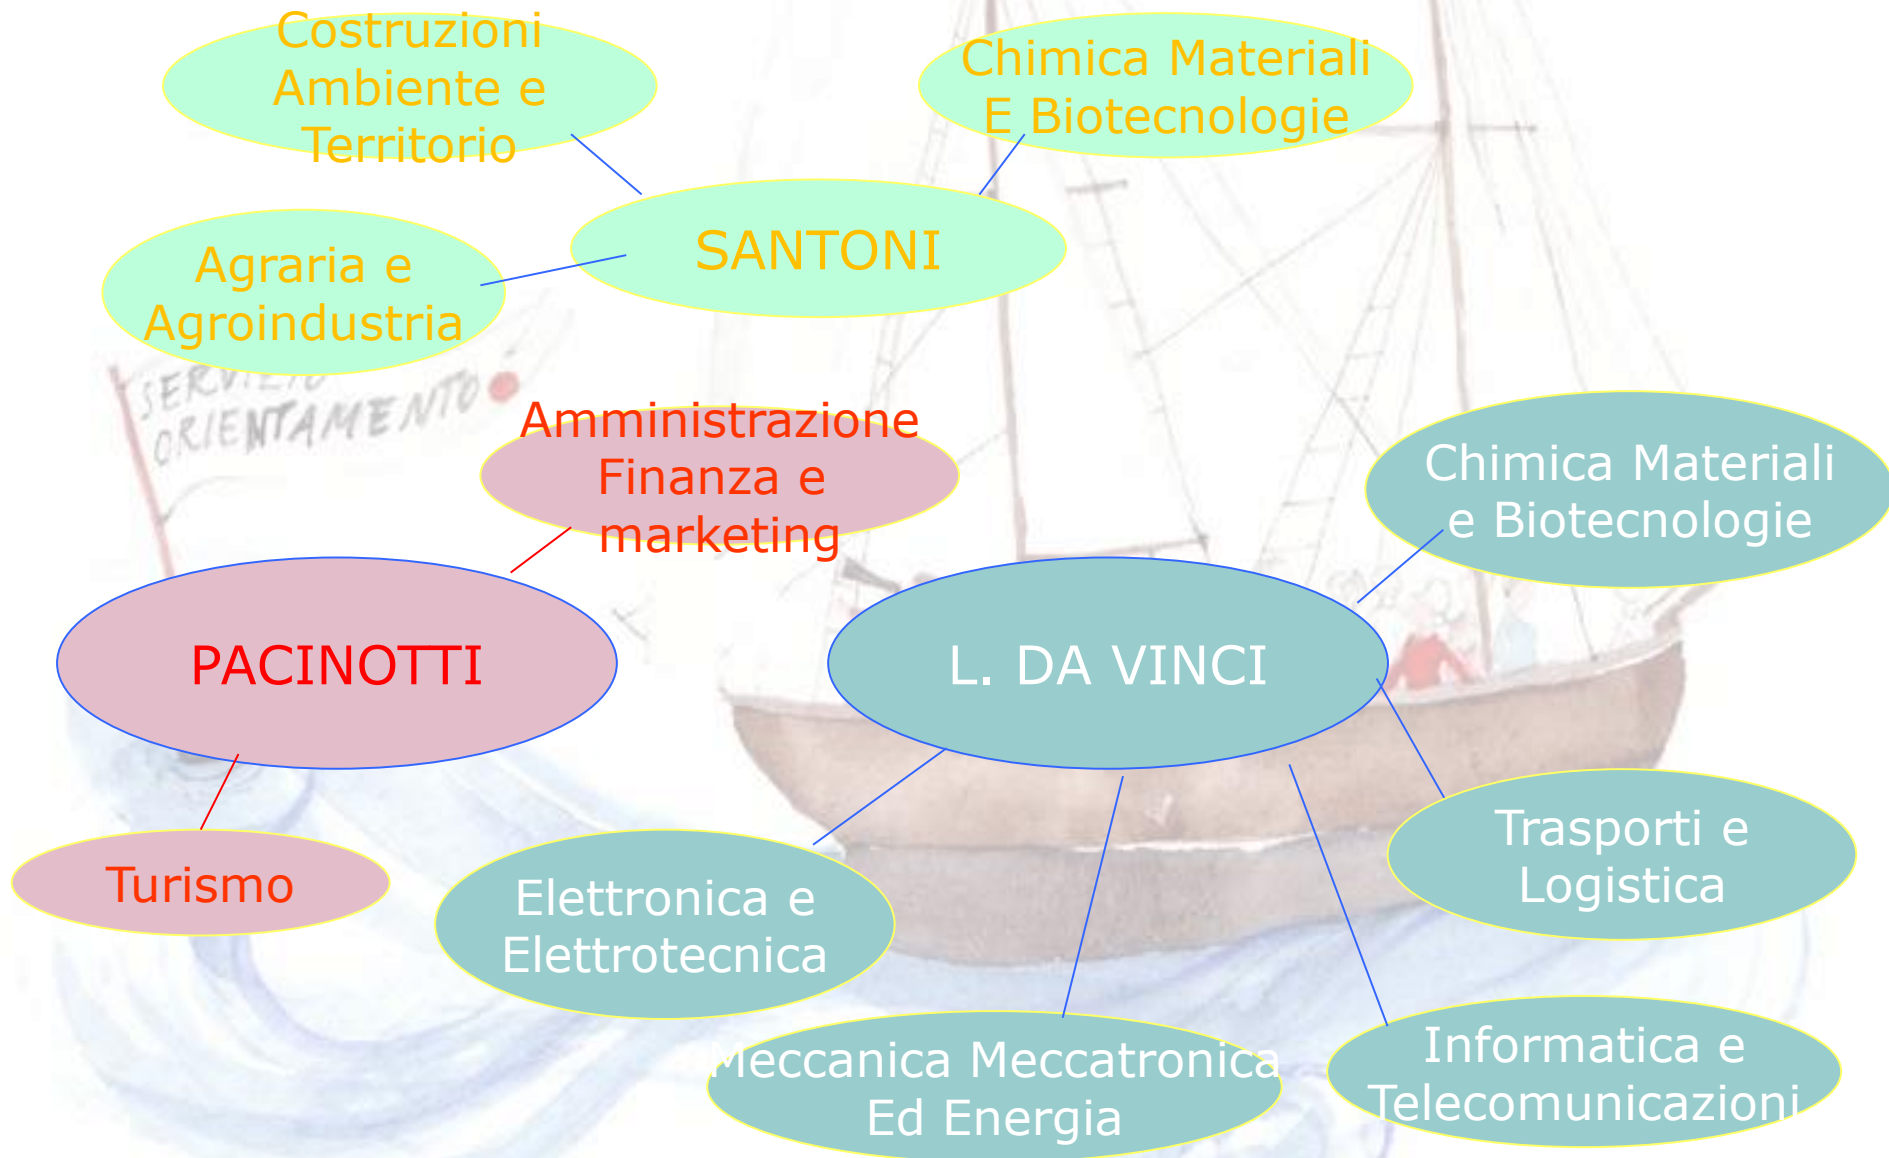 Costruzioni
Ambiente e
Territorio
Chimica Materiali
E Biotecnologie
SANTONI
Agraria e
Agroindustria
SERVIZIO
ORIENTAMENTO
Amministrazione
Finanza e
marketing
Chimica Materiali
e Biotecnologie
PACINOTTI
L. DA VINCI
Trasporti e
Logistica
Turismo
Elettronica e
Elettrotecnica
Meccanica Meccatronica
Ed Energia
Informatica e
Telecomunicazioni